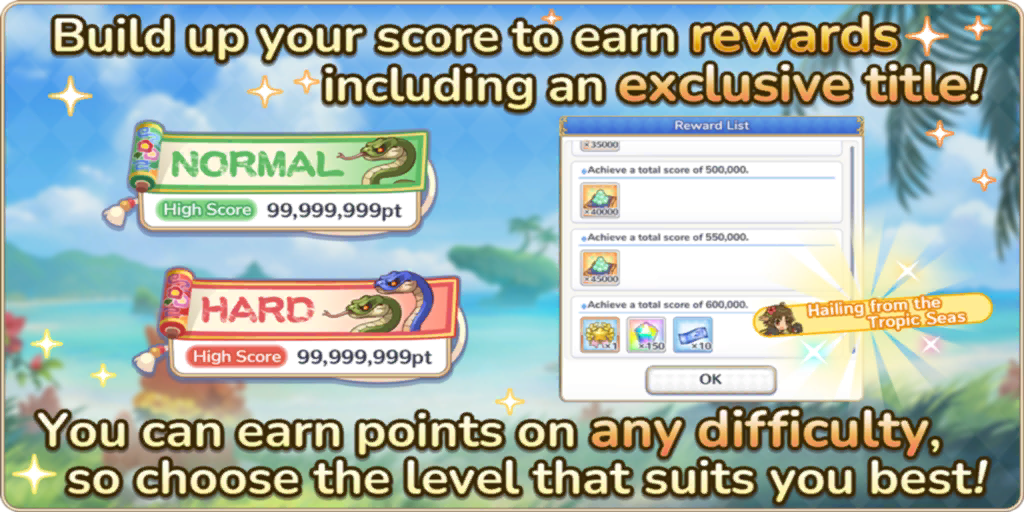 Build up your score to earn rewards
including an exclusive title!
NORMAL
High Score 99,999,999pt
HARD
High Score 99,999,999pt
Reward List
×35000
Achieve a total score of 500,000.
×40000
Achieve a total score of 550,000.
×45000
Achieve a total score of 600,000.
×1 ×150 ×10
Hailing from the
Tropic Seas
OK
You can earn points on any difficulty,
so choose the level that suits you best!